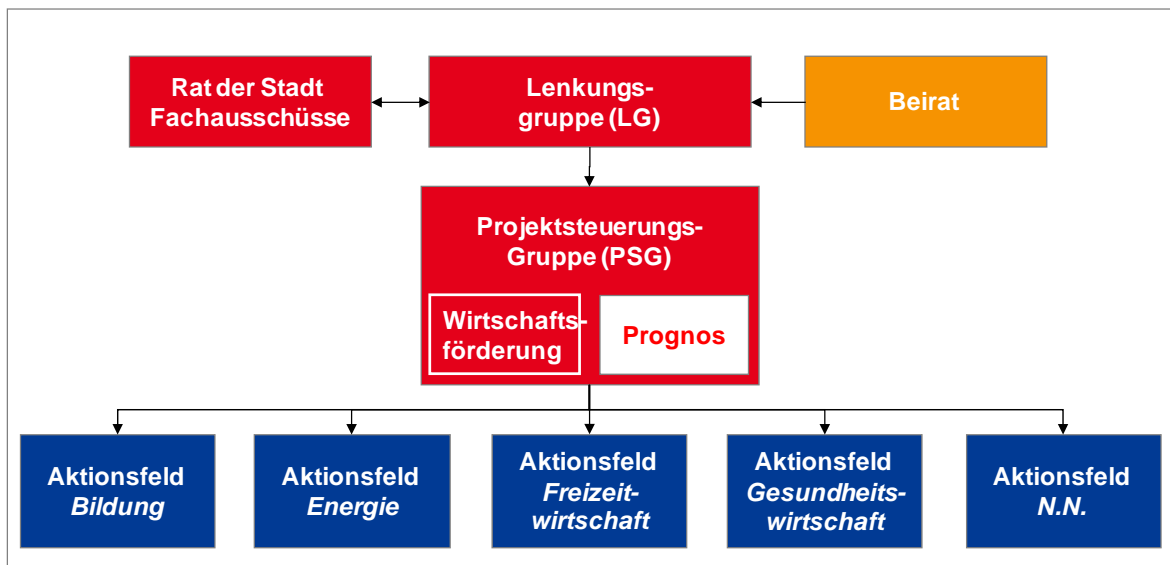 Rat der Stadt
Fachausschüsse
Lenkungs-
gruppe (LG)
Beirat
Projektsteuerungs-
Gruppe (PSG)
Wirtschafts-
förderung
Prognos
Aktionsfeld
Bildung
Aktionsfeld
Energie
Aktionsfeld
Freizeit-
wirtschaft
Aktionsfeld
Gesundheits-
wirtschaft
Aktionsfeld
N.N.